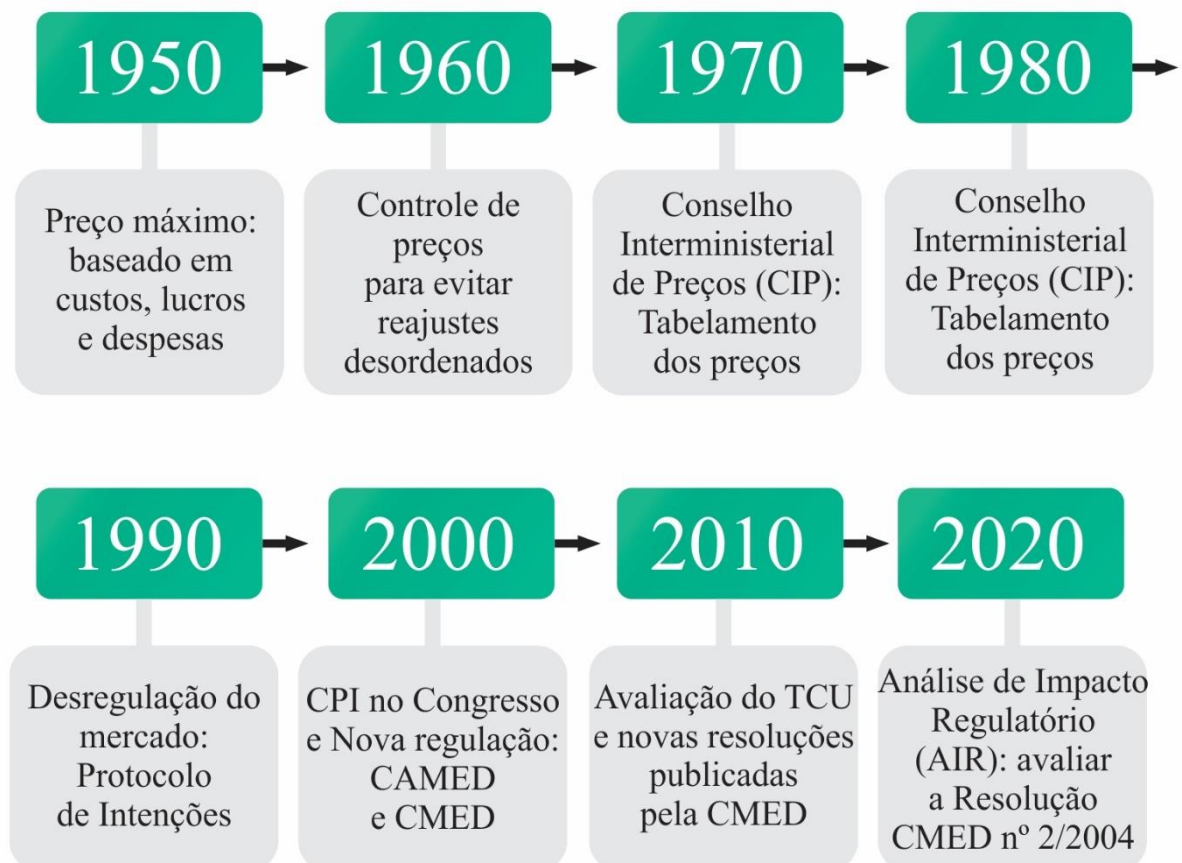 1950
Preço máximo:
baseado em
custos, lucros
e despesas
1960
Controle de
preços
para evitar
reajustes
desordenados
1970
Conselho
Interministerial
de Preços (CIP):
Tabelamento
dos preços
1980
Conselho
Interministerial
de Preços (CIP):
Tabelamento
dos preços
1990
Desregulação do
mercado:
Protocolo
de Intenções
2000
CPI no Congresso
e Nova regulação:
CAMED
e CMED
2010
Avaliação do TCU
e novas resoluções
publicadas
pela CMED
2020
Análise de Impacto
Regulatório
(AIR): avaliar
a Resolução
CMED nº 2/2004